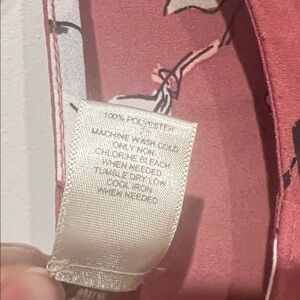 100% POLYESTER
MACHINE WASH COLD
ONLY NON-
CHLORINE BLEACH
WHEN NEEDED
TUMBLE DRY LOW
COOL IRON
WHEN NEEDED